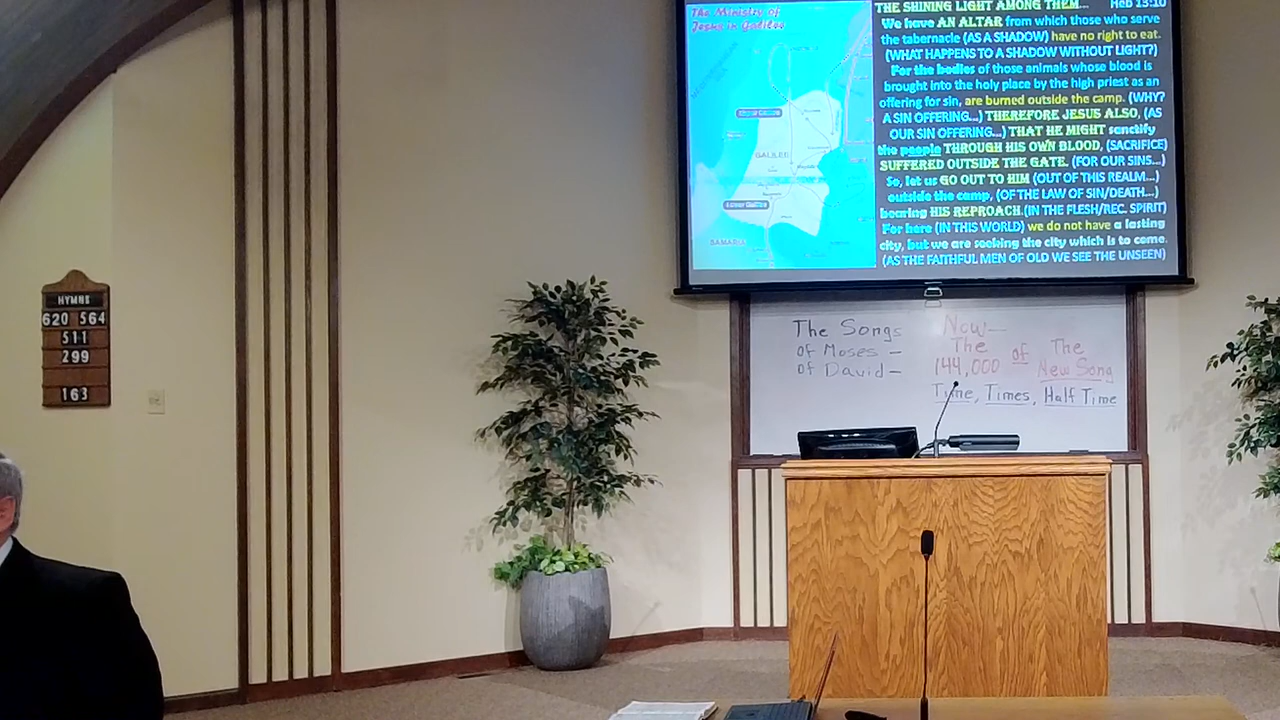 The Ministry of
Jesus in Galilee
GALILEE
SAMARIA
THE SHINING LIGHT AMONG THEM... Heb 13:10
We have AN ALTAR from which those who serve
the tabernacle (AS A SHADOW) have no right to eat.
(WHAT HAPPENS TO A SHADOW WITHOUT LIGHT?)
For the bodies of those animals whose blood is
brought into the holy place by the high priest as an
offering for sin, are burned outside the camp. (WHY?
A SIN OFFERING...) THEREFORE JESUS ALSO, (AS
OUR SIN OFFERING...) THAT HE MIGHT sanctify
the people THROUGH HIS OWN BLOOD, (SACRIFICE)
SUFFERED OUTSIDE THE GATE. (FOR OUR SINS...)
So, let us GO OUT TO HIM (OUT OF THIS REALM...)
outside the camp, (OF THE LAW OF SIN/DEATH...)
bearing HIS REPROACH.(IN THE FLESH/REC. SPIRIT)
For here (IN THIS WORLD) we do not have a lasting
city, but we are seeking the city which is to come.
(AS THE FAITHFUL MEN OF OLD WE SEE THE UNSEEN)
HYMNS
620 564
511
299
163
The Songs
of Moses –
of David –
Now—
The
144,000 of The
New Song
Time, Times, Half Time